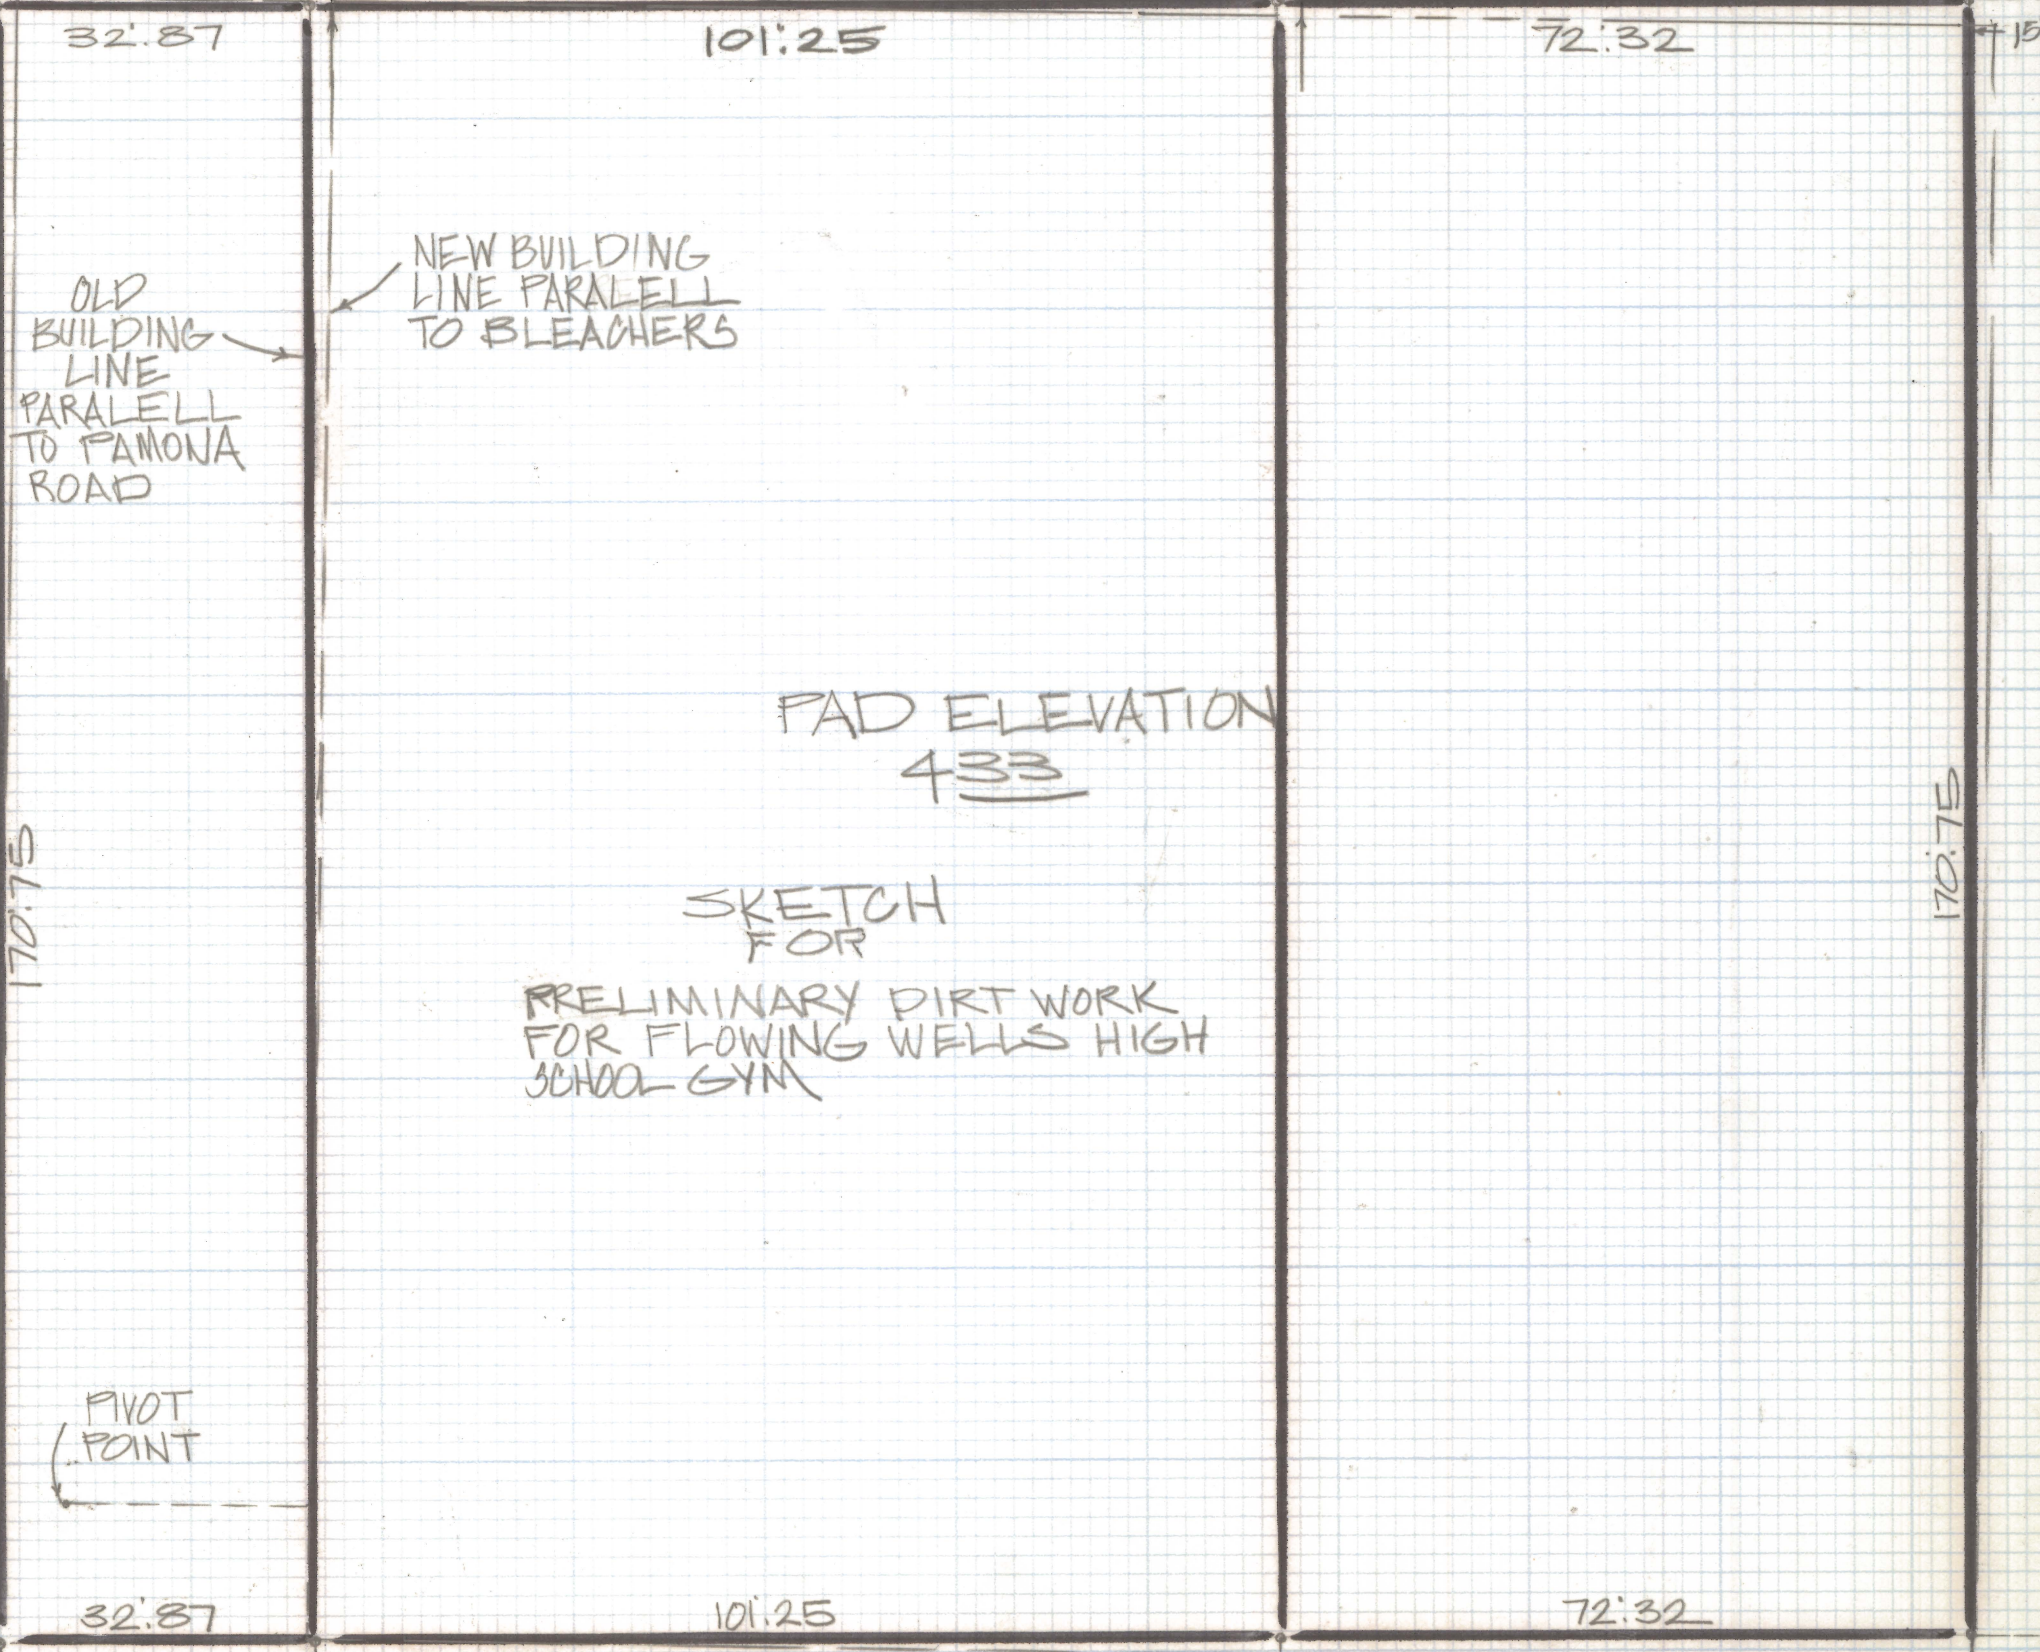 32'.87
101'.25
72'.32
15
NEW BUILDING
LINE PARALELL
TO BLEACHERS
OLD
BUILDING
LINE
PARALELL
TO PAMONA
ROAD
PAD ELEVATION
433
170'.75
170'.75
SKETCH
FOR
PRELIMINARY DIRT WORK
FOR FLOWING WELLS HIGH
SCHOOL GYM
PIVOT
POINT
32'.87
101'.25
72'.32